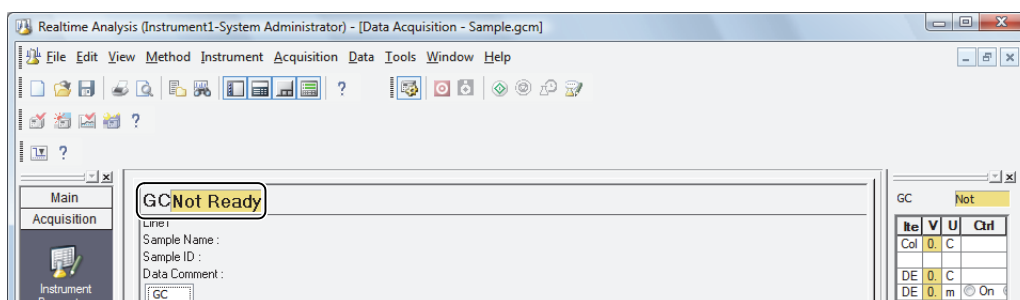 Realtime Analysis (Instrument1-System Administrator) - [Data Acquisition - Sample.gcm]
File Edit View Method Instrument Acquisition Data Tools Window Help
?
?
?
Main
Acquisition
Instrument
GC Not Ready
Line1
Sample Name :
Sample ID :
Data Comment :
GC
GC Not
Ite V U Ctrl
Col 0. C
DE 0. C
DE 0. m On